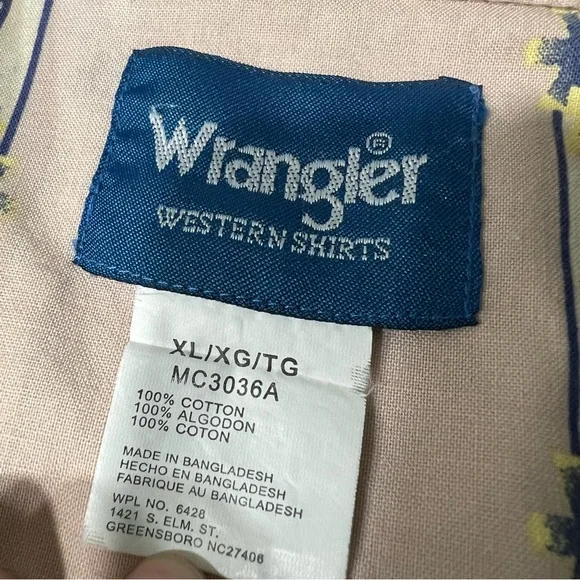 Wrangler®
WESTERN SHIRTS
XL/XG/TG
MC3036A
100% COTTON
100% ALGODON
100% COTON
MADE IN BANGLADESH
HECHO EN BANGLADESH
FABRIQUE AU BANGLADESH
WPL NO. 6428
1421 S. ELM. ST.
GREENSBORO NC27406